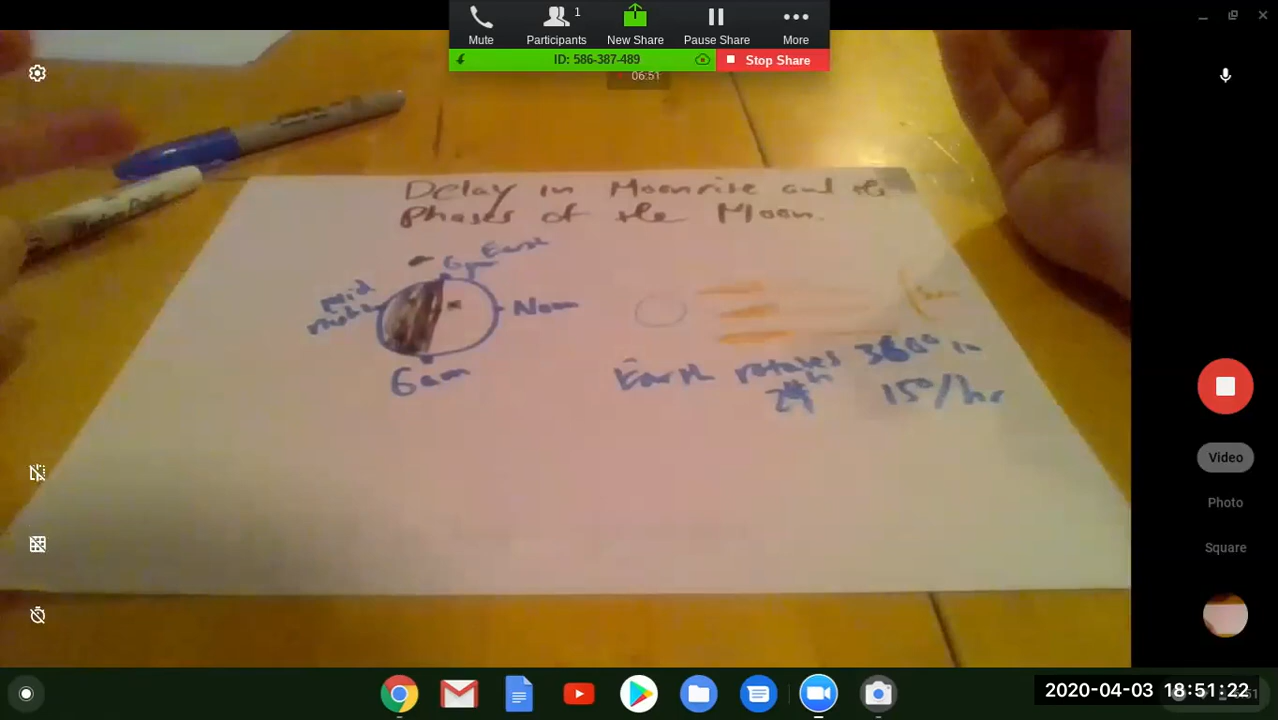 Mute
Participants
1
New Share
Pause Share
More
ID: 586-387-489
Stop Share
06:51
Delay in Moonrise and the
Phases of the Moon.
Earth
6pm
mid
night
Noon
6am
Earth rotates 360° in
24h 15°/hr
Video
Photo
Square
2020-04-03 18:51:22